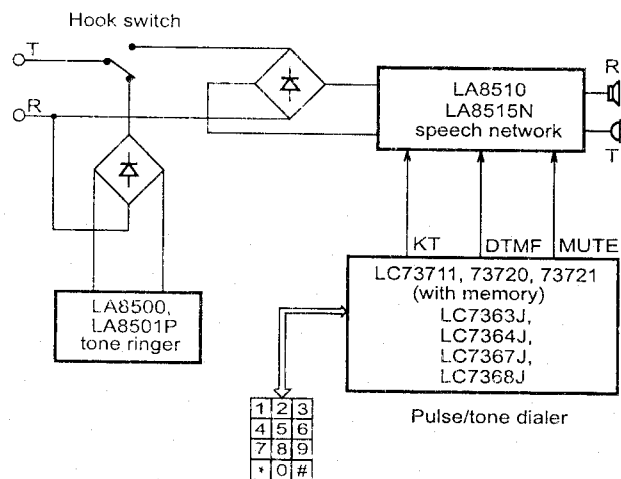 Hook switch
T
R
LA8510
LA8515N
speech network
R
T
KT
DTMF
MUTE
LA8500,
LA8501P
tone ringer
LC73711, 73720, 73721
(with memory)
LC7363J,
LC7364J,
LC7367J,
LC7368J
Pulse/tone dialer
1 2 3
4 5 6
7 8 9
* 0 #